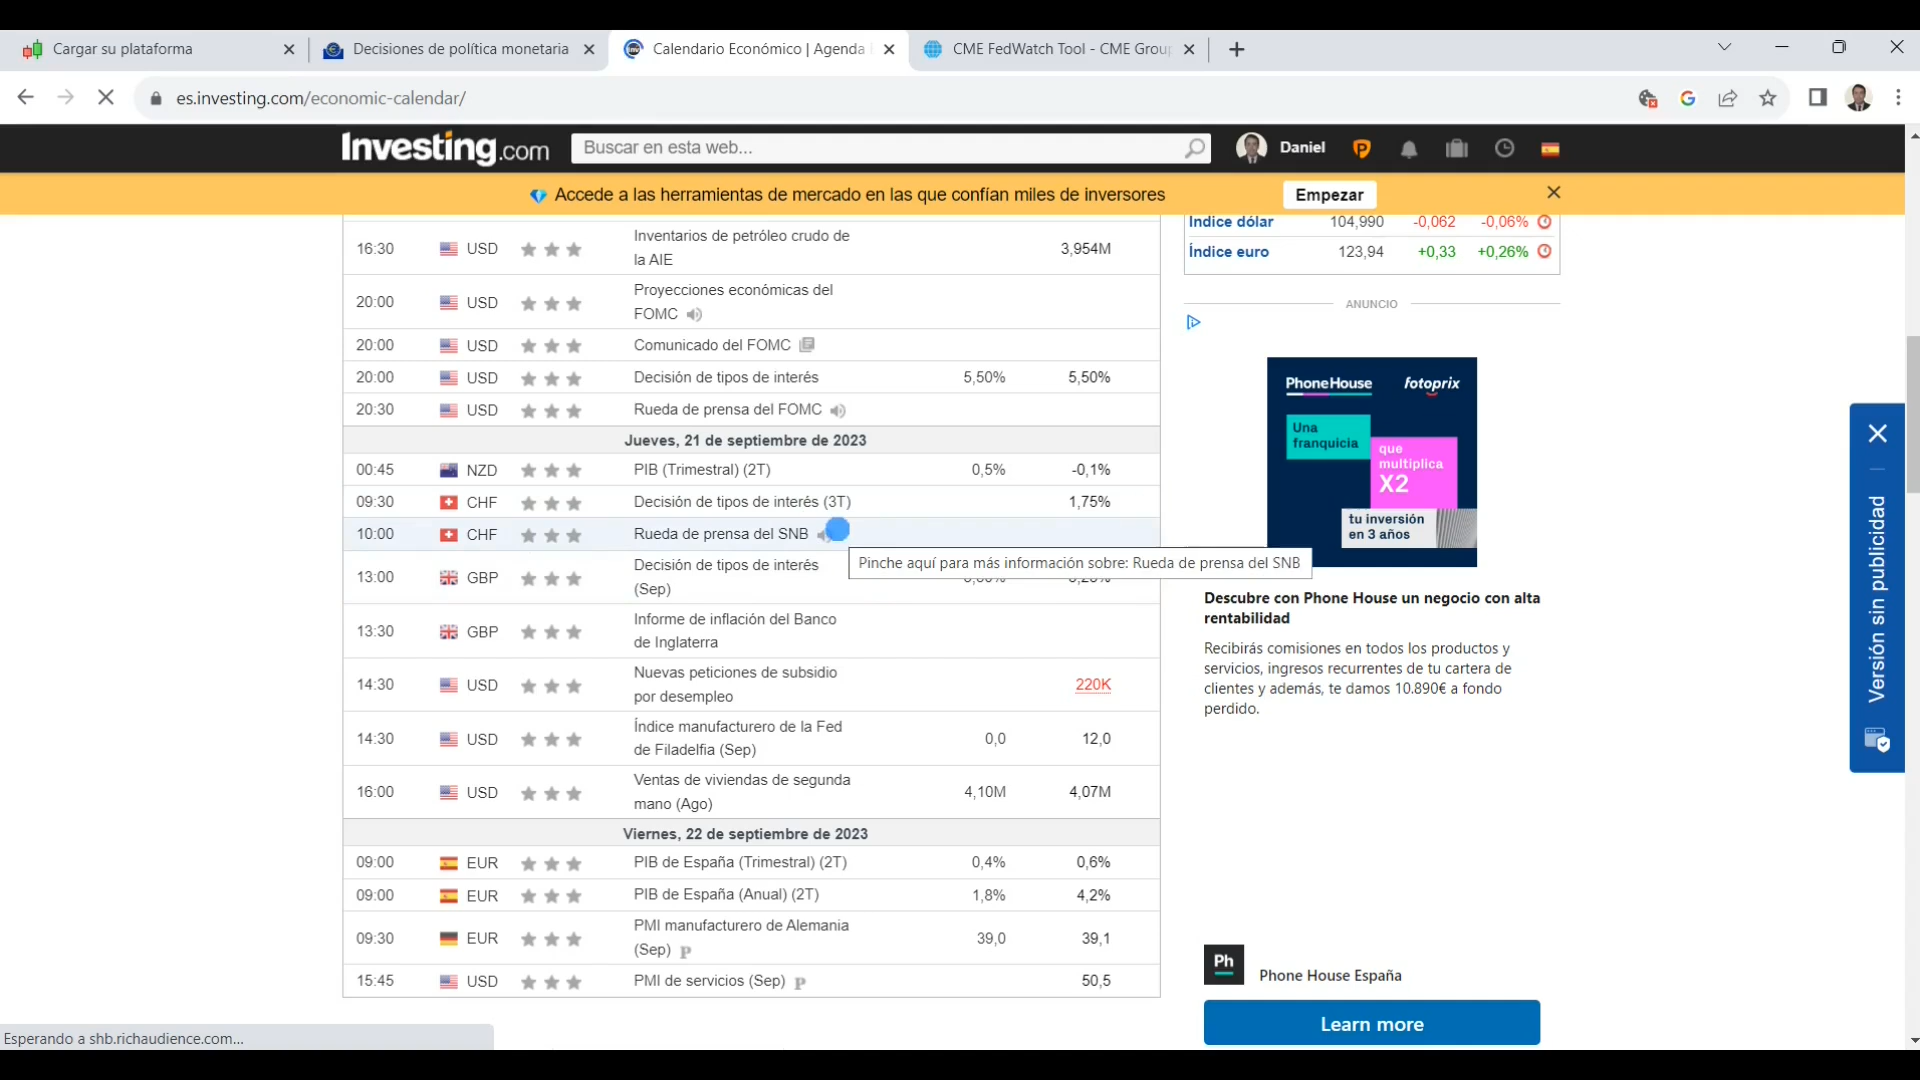 Cargar su plataforma
Decisiones de política monetaria
Calendario Económico | Agenda
CME FedWatch Tool - CME Group
es.investing.com/economic-calendar/
Investing.com
Buscar en esta web...
Daniel
Accede a las herramientas de mercado en las que confían miles de inversores
Empezar
16:30 USD Inventarios de petróleo crudo de la AIE 3,954M
20:00 USD Proyecciones económicas del FOMC
20:00 USD Comunicado del FOMC
20:00 USD Decisión de tipos de interés 5,50% 5,50%
20:30 USD Rueda de prensa del FOMC
Jueves, 21 de septiembre de 2023
00:45 NZD PIB (Trimestral) (2T) 0,5% -0,1%
09:30 CHF Decisión de tipos de interés (3T) 1,75%
10:00 CHF Rueda de prensa del SNB
Pinche aquí para más información sobre: Rueda de prensa del SNB
13:00 GBP Decisión de tipos de interés (Sep)
13:30 GBP Informe de inflación del Banco de Inglaterra
14:30 USD Nuevas peticiones de subsidio por desempleo 220K
14:30 USD Índice manufacturero de la Fed de Filadelfia (Sep) 0,0 12,0
16:00 USD Ventas de viviendas de segunda mano (Ago) 4,10M 4,07M
Viernes, 22 de septiembre de 2023
09:00 EUR PIB de España (Trimestral) (2T) 0,4% 0,6%
09:00 EUR PIB de España (Anual) (2T) 1,8% 4,2%
09:30 EUR PMI manufacturero de Alemania (Sep) P 39,0 39,1
15:45 USD PMI de servicios (Sep) P 50,5
Índice dólar 104,990 -0,062 -0,06%
Índice euro 123,94 +0,33 +0,26%
ANUNCIO
PhoneHouse fotoprix
Una
franquicia
que
multiplica
X2
tu inversión
en 3 años
Descubre con Phone House un negocio con alta
rentabilidad
Recibirás comisiones en todos los productos y
servicios, ingresos recurrentes de tu cartera de
clientes y además, te damos 10.890€ a fondo
perdido.
Ph
Phone House España
Learn more
Versión sin publicidad
Esperando a shb.richaudience.com...